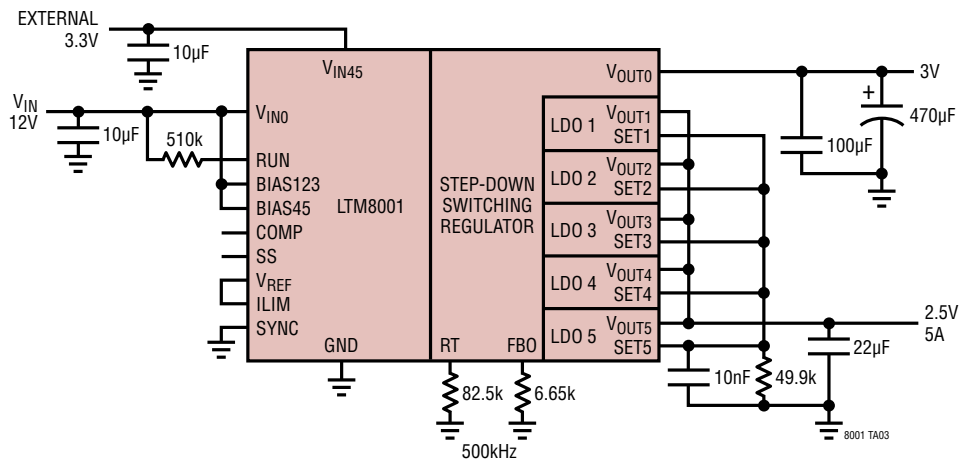 EXTERNAL
3.3V
10µF
VIN45
VOUT0
3V
VIN
12V
10µF
VIN0
510k
RUN
BIAS123
BIAS45
COMP
SS
VREF
ILIM
SYNC
GND
LTM8001
STEP-DOWN
SWITCHING
REGULATOR
RT
FBO
LDO 1
VOUT1
SET1
LDO 2
VOUT2
SET2
LDO 3
VOUT3
SET3
LDO 4
VOUT4
SET4
LDO 5
VOUT5
SET5
+
470µF
100µF
2.5V
5A
22µF
10nF
49.9k
82.5k
6.65k
500kHz
8001 TA03